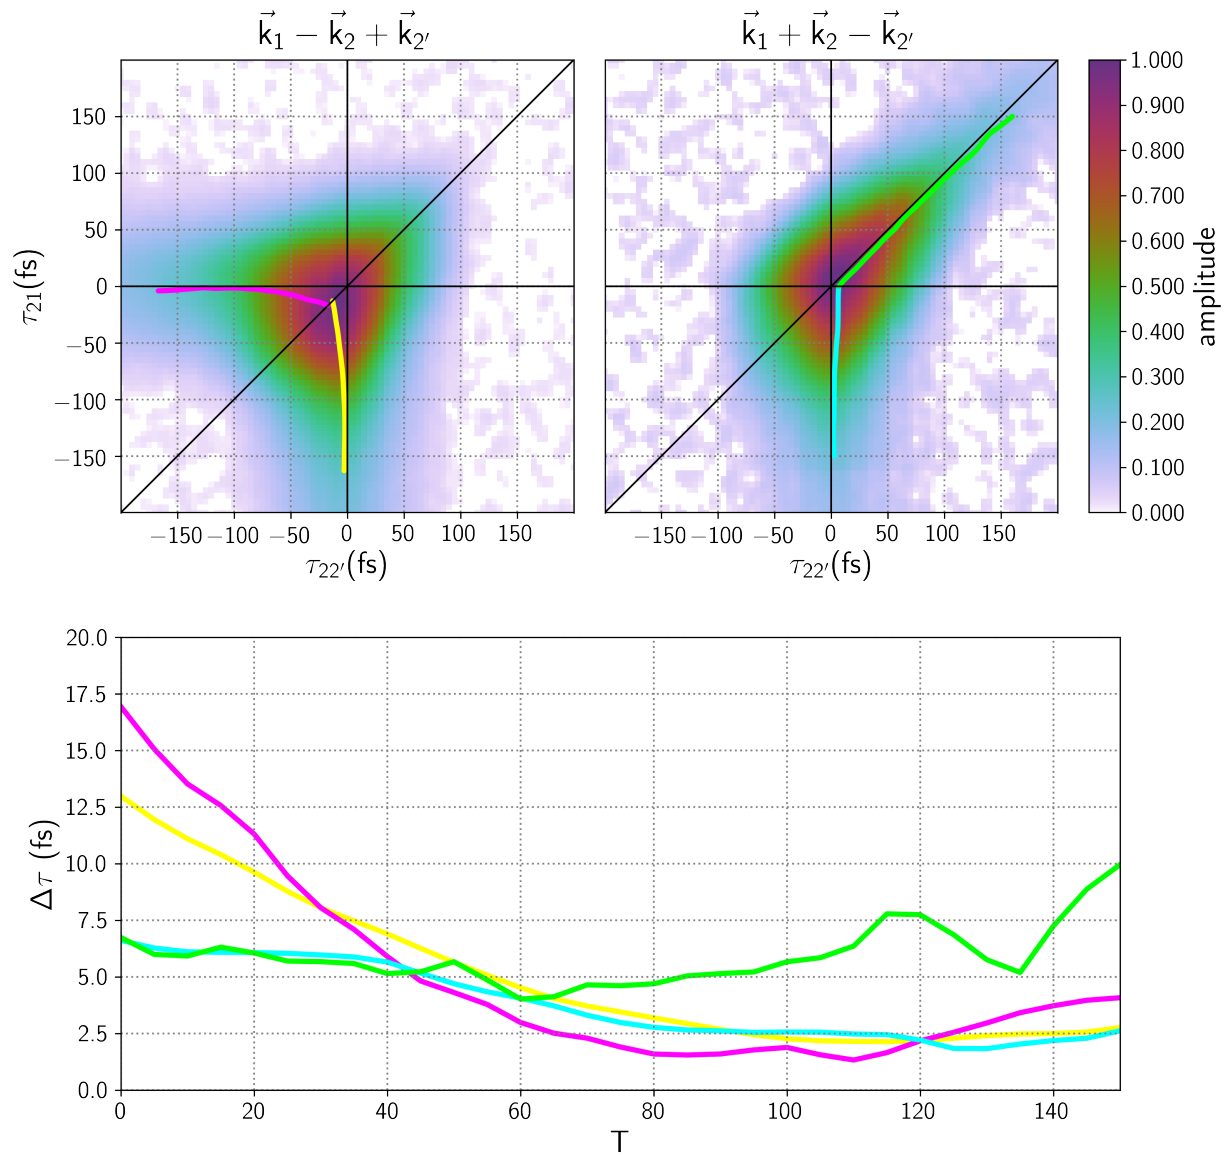 k⃗₁ − k⃗₂ + k⃗₂′
k⃗₁ + k⃗₂ − k⃗₂′
τ₂₁(fs)
150
100
50
0
−50
−100
−150
−150 −100 −50 0 50 100 150
τ₂₂′(fs)
−150 −100 −50 0 50 100 150
τ₂₂′(fs)
1.000
0.900
0.800
0.700
0.600
0.500
0.400
0.300
0.200
0.100
0.000
amplitude
Δτ (fs)
20.0
17.5
15.0
12.5
10.0
7.5
5.0
2.5
0.0
0 20 40 60 80 100 120 140
T